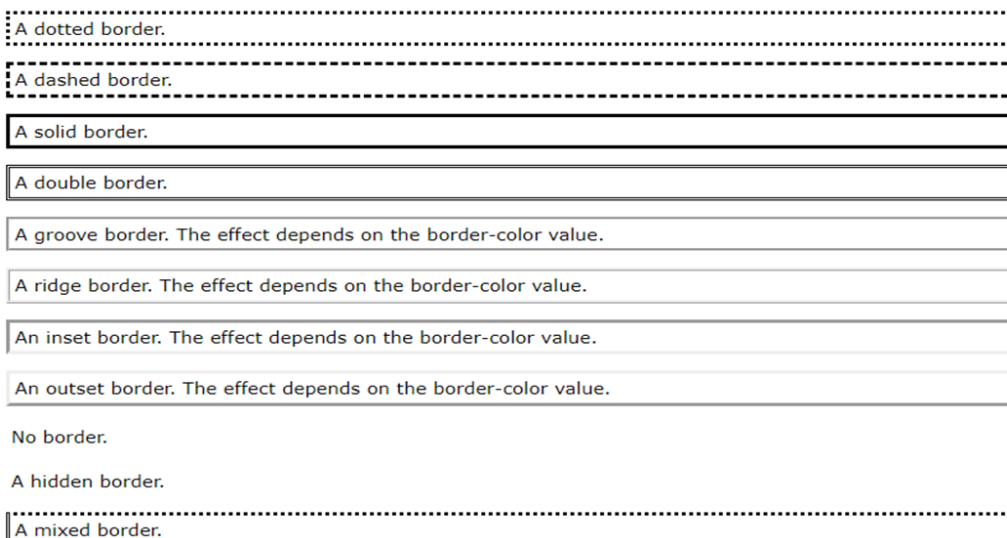 A dotted border.
A dashed border.
A solid border.
A double border.
A groove border. The effect depends on the border-color value.
A ridge border. The effect depends on the border-color value.
An inset border. The effect depends on the border-color value.
An outset border. The effect depends on the border-color value.
No border.
A hidden border.
A mixed border.